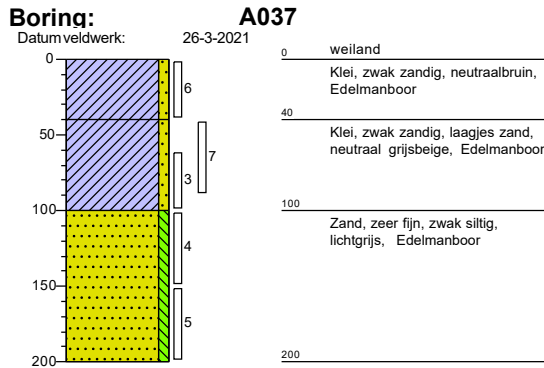 Boring: A037
Datum veldwerk: 26-3-2021
0
50
100
150
200
6
7
3
4
5
0 weiland
Klei, zwak zandig, neutraalbruin,
Edelmanboor
40
Klei, zwak zandig, laagjes zand,
neutraal grijsbeige, Edelmanboor
100
Zand, zeer fijn, zwak siltig,
lichtgrijs, Edelmanboor
200